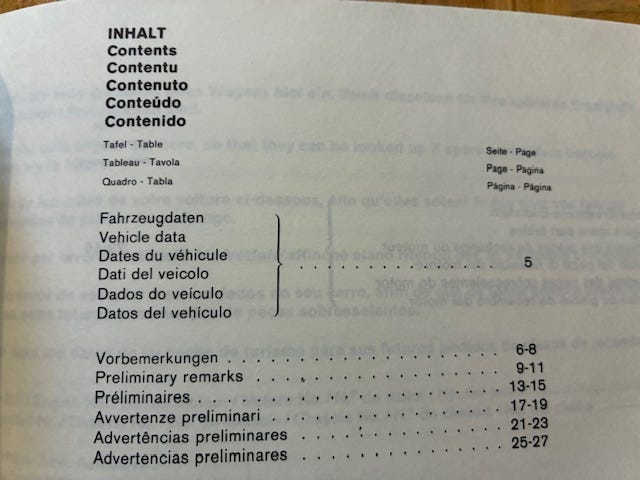 INHALT
Contents
Contentu
Contenuto
Conteúdo
Contenido
Tafel - Table
Seite - Page
Tableau - Tavola
Page - Pagina
Quadro - Tabla
Página - Página
Fahrzeugdaten
Vehicle data
Dates du véhicule
Dati del veicolo
Dados do veículo
Datos del vehículo
5
Vorbemerkungen . . . . . . . . . . . . . . 6-8
Preliminary remarks . . . . . . . . . . . . . 9-11
Préliminaires . . . . . . . . . . . . . . . 13-15
Avvertenze preliminari . . . . . . . . . . . . 17-19
Advertências preliminares . . . . . . . . . . . 21-23
Advertencias preliminares . . . . . . . . . . . 25-27